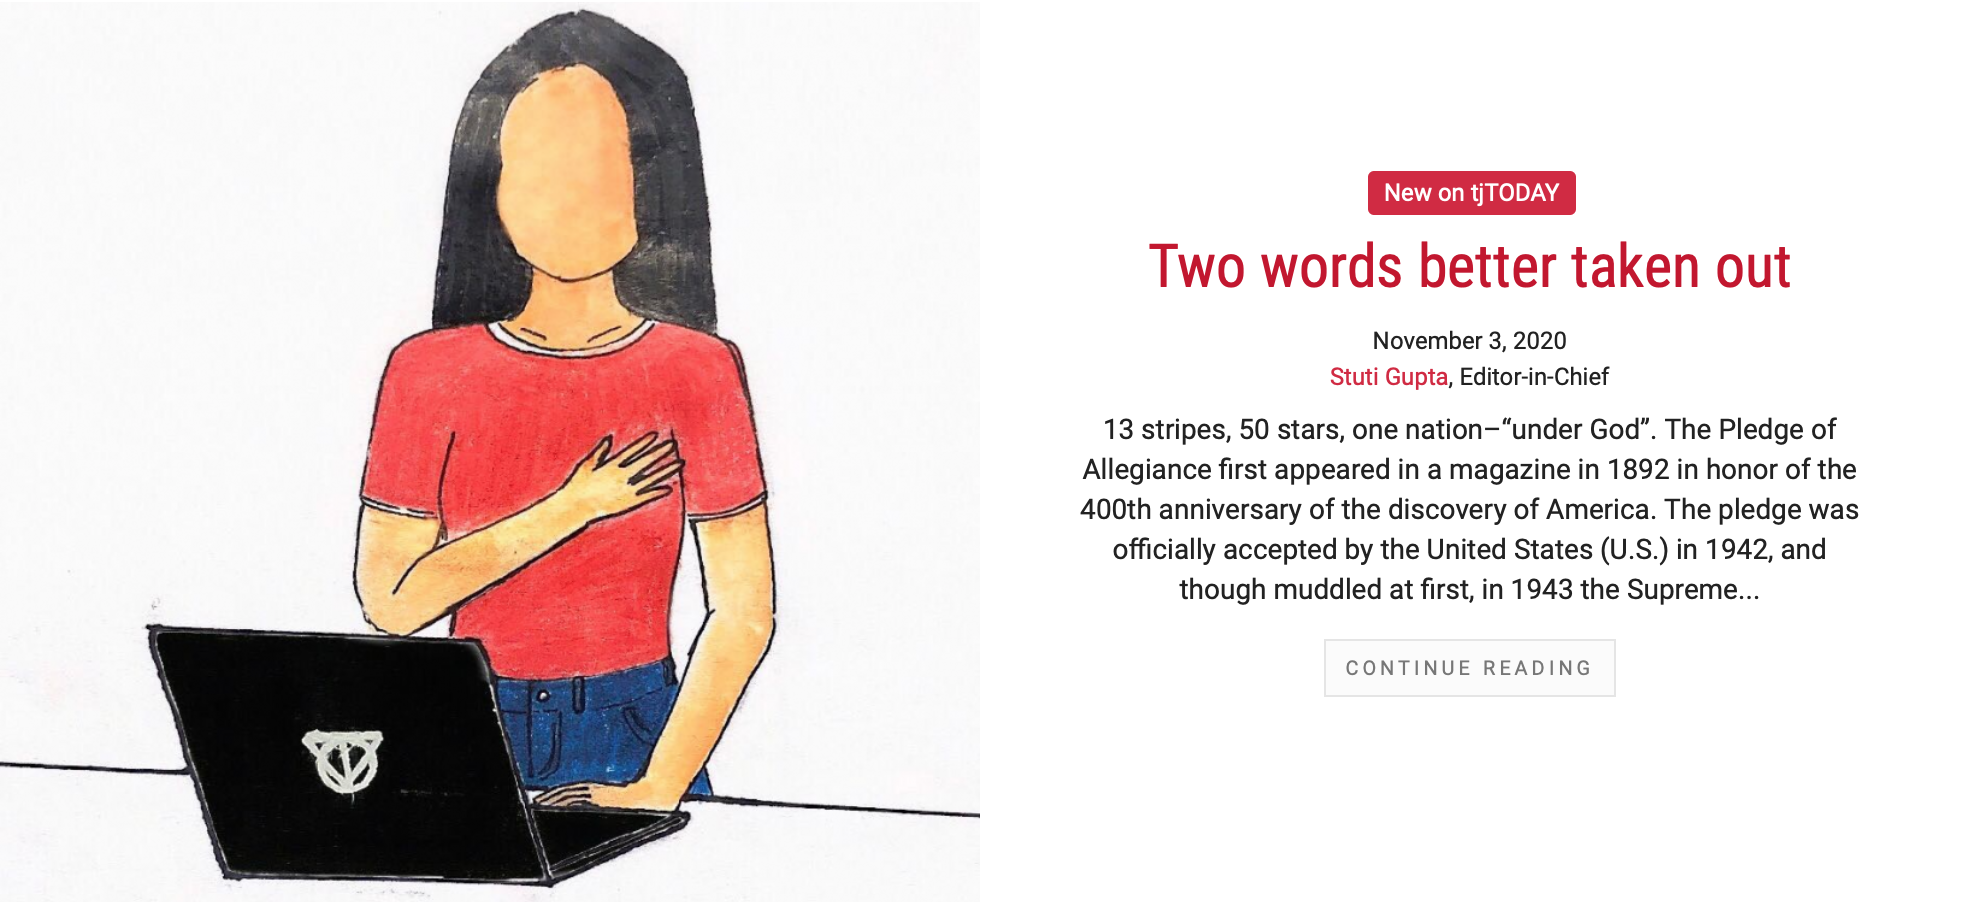 New on tjTODAY
Two words better taken out
November 3, 2020
Stuti Gupta, Editor-in-Chief
13 stripes, 50 stars, one nation–“under God”. The Pledge of
Allegiance first appeared in a magazine in 1892 in honor of the
400th anniversary of the discovery of America. The pledge was
officially accepted by the United States (U.S.) in 1942, and
though muddled at first, in 1943 the Supreme...
CONTINUE READING